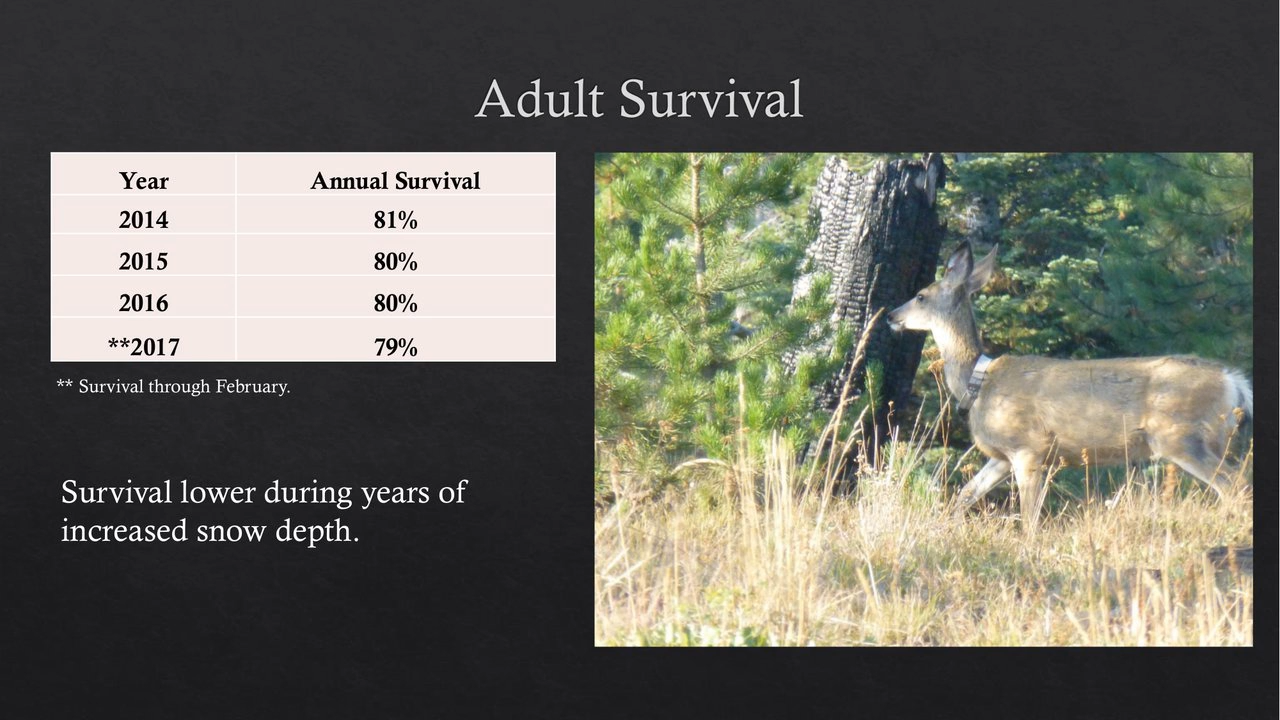 Adult Survival
Year Annual Survival
2014 81%
2015 80%
2016 80%
**2017 79%
** Survival through February.
Survival lower during years of
increased snow depth.